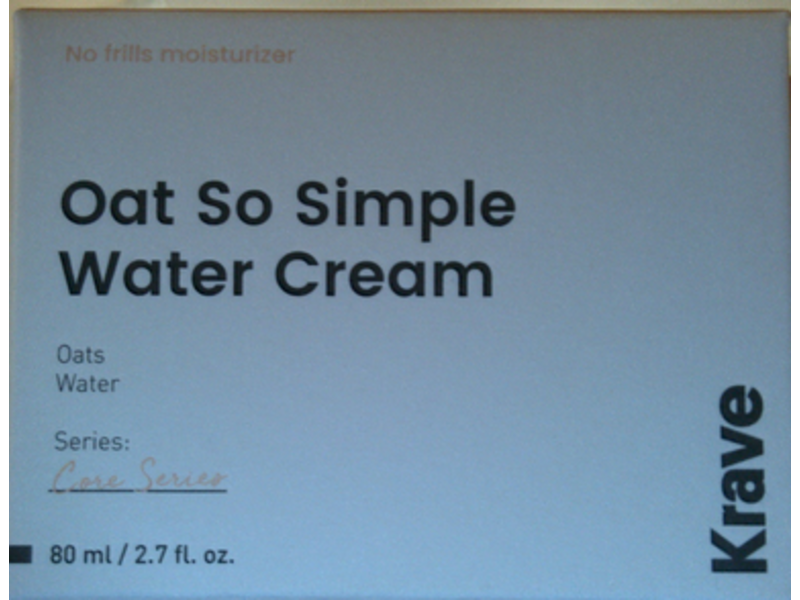 No frills moisturizer
Oat So Simple
Water Cream
Oats
Water
Series:
Core Series
80 ml / 2.7 fl. oz.
Krave